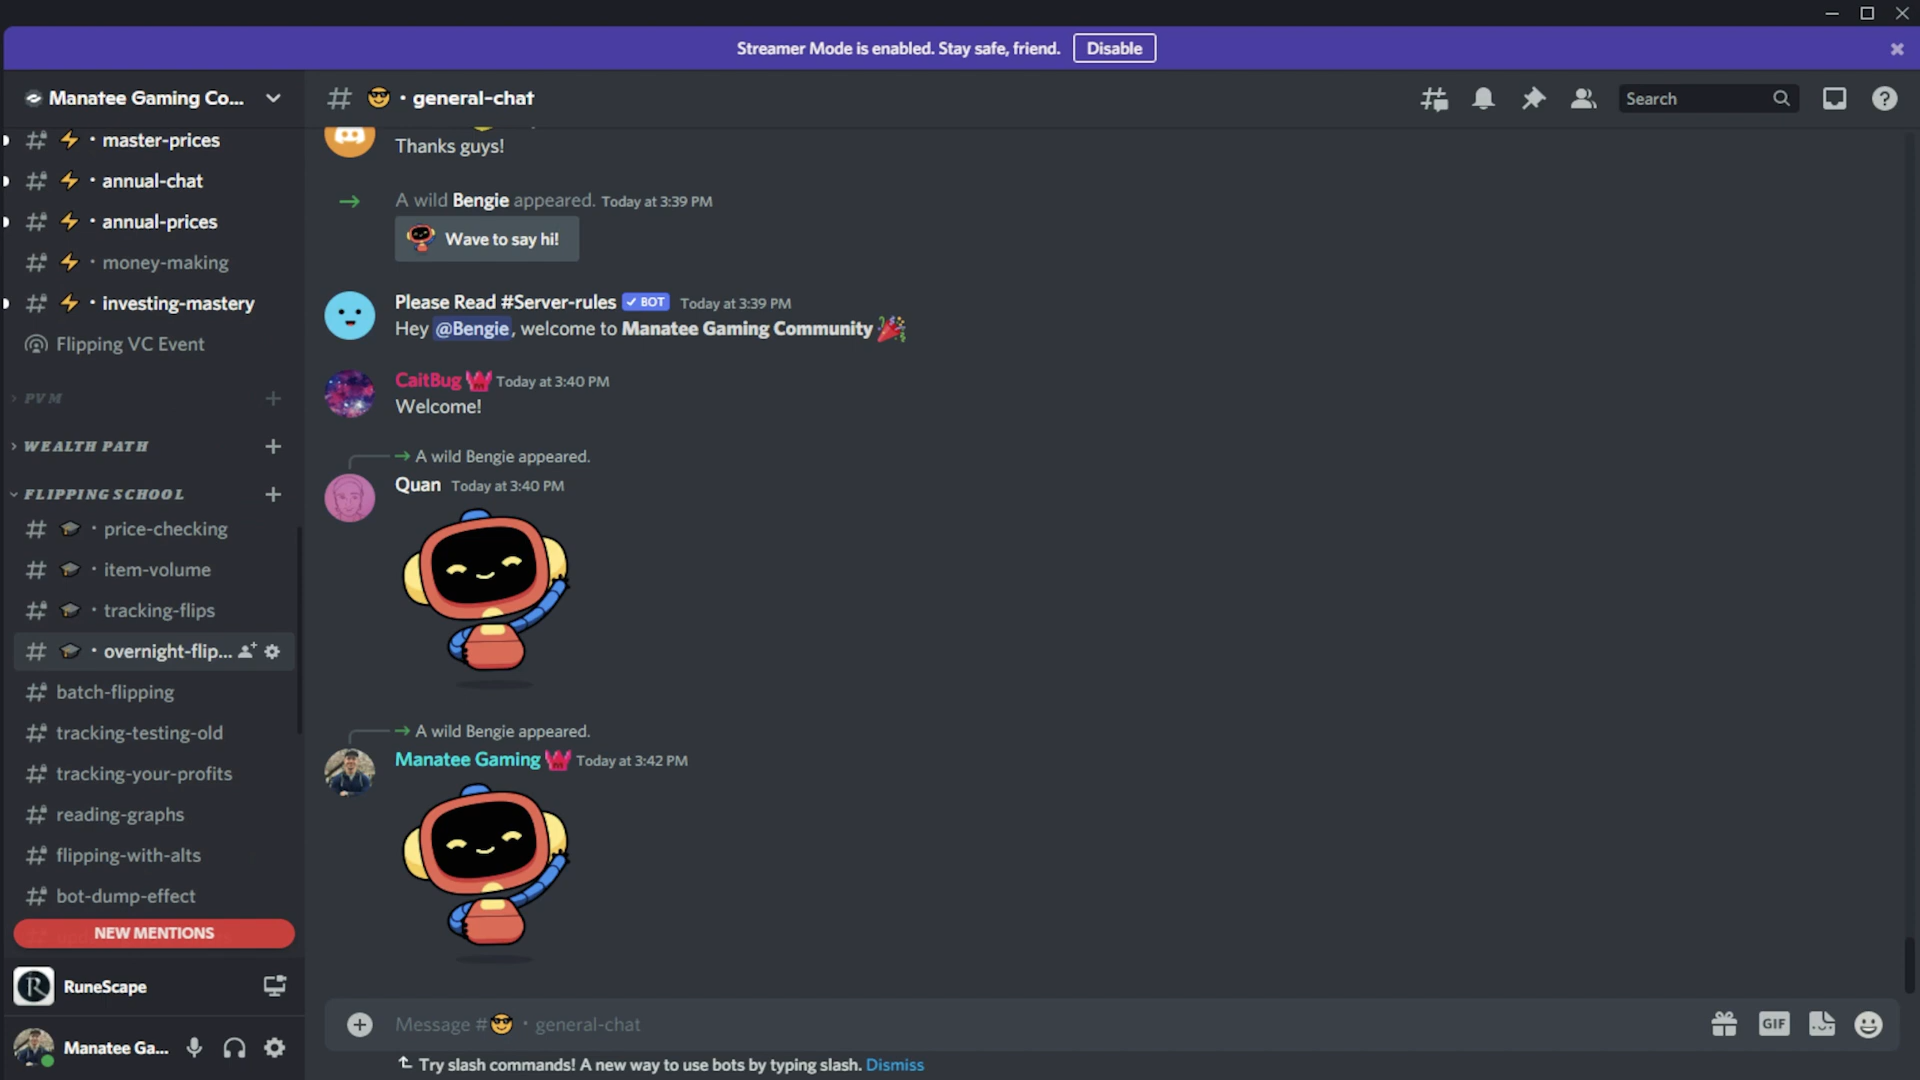 Streamer Mode is enabled. Stay safe, friend. Disable
Manatee Gaming Co...
master-prices
annual-chat
annual-prices
money-making
investing-mastery
Flipping VC Event
PVM
WEALTH PATH
FLIPPING SCHOOL
price-checking
item-volume
tracking-flips
overnight-flip...
batch-flipping
tracking-testing-old
tracking-your-profits
reading-graphs
flipping-with-alts
bot-dump-effect
NEW MENTIONS
RuneScape
Manatee Ga...
# 😎 • general-chat
Search
Thanks guys!
A wild Bengie appeared. Today at 3:39 PM
Wave to say hi!
Please Read #Server-rules ✓ BOT Today at 3:39 PM
Hey @Bengie, welcome to Manatee Gaming Community 🎉
CaitBug Today at 3:40 PM
Welcome!
A wild Bengie appeared.
Quan Today at 3:40 PM
A wild Bengie appeared.
Manatee Gaming Today at 3:42 PM
Message #😎 • general-chat
GIF
Try slash commands! A new way to use bots by typing slash. Dismiss